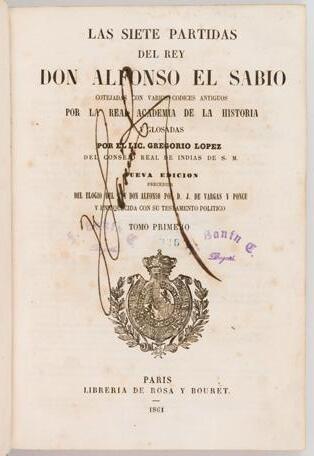 LAS SIETE PARTIDAS
DEL REY
DON ALFONSO EL SABIO
COTEJADAS CON VARIOS CODICES ANTIGUOS
POR LA REAL ACADEMIA DE LA HISTORIA
Y GLOSADAS
POR EL LIC. GREGORIO LOPEZ
DEL CONSEJO REAL DE INDIAS DE S. M.
NUEVA EDICION
PRECEDIDA
DEL ELOGIO DEL REY DON ALFONSO POR D. J. DE VARGAS Y PONCE
Y ENRIQUECIDA CON SU TESTAMENTO POLITICO
TOMO PRIMERO
PARIS
LIBRERIA DE ROSA Y BOURET.
1861